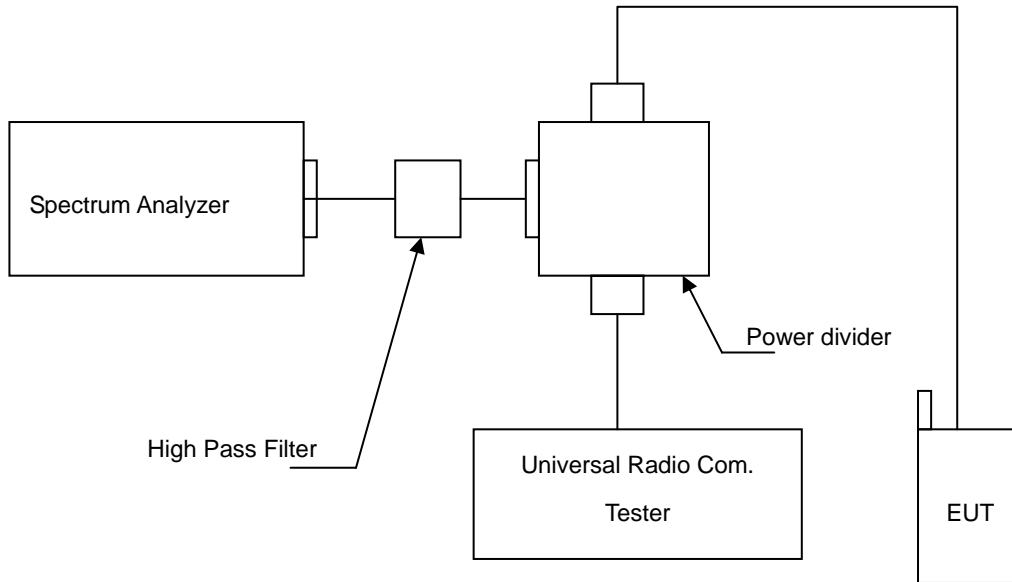 Spectrum Analyzer
Power divider
High Pass Filter
Universal Radio Com.
Tester
EUT